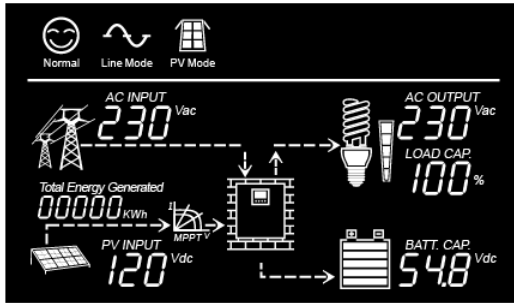 Normal Line Mode PV Mode
AC INPUT
230 Vac
AC OUTPUT
230 Vac
LOAD CAP.
100 %
Total Energy Generated
00000 KWh
I
MPPT V
PV INPUT
120 Vdc
BATT. CAP.
54.8 Vdc